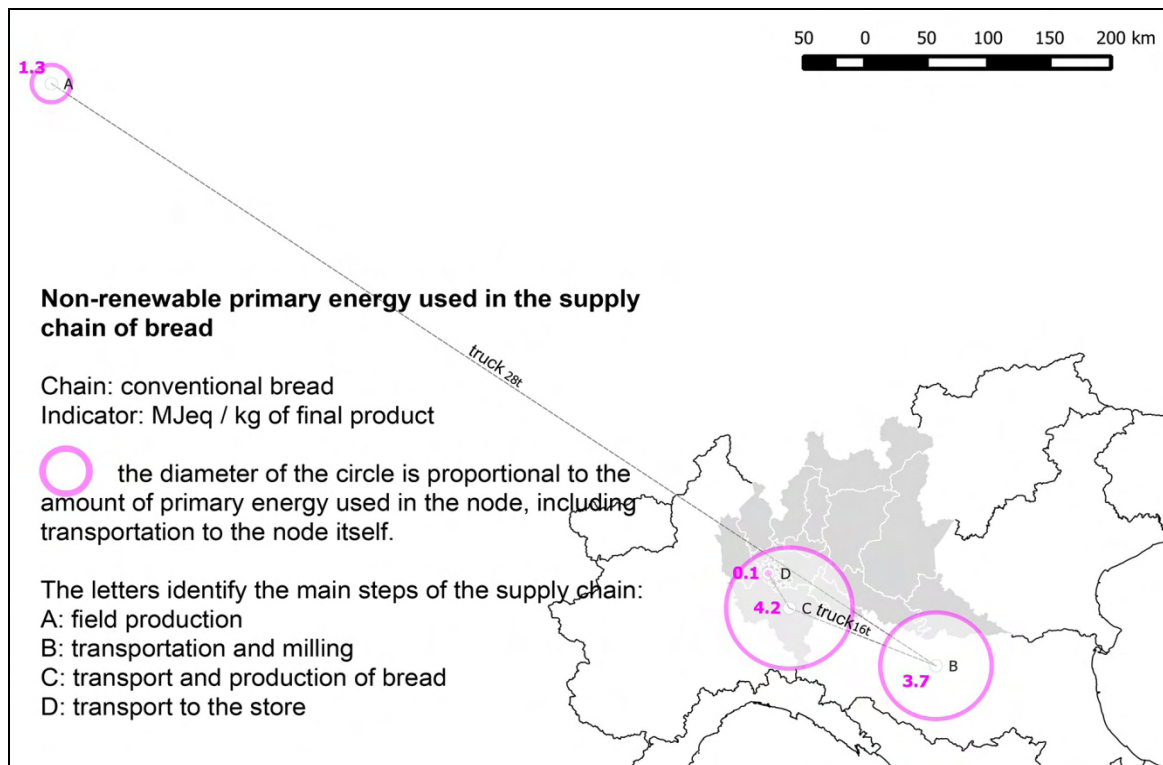 50 0 50 100 150 200 km
1.3
A
Non-renewable primary energy used in the supply
chain of bread
truck 28t
Chain: conventional bread
Indicator: MJeq / kg of final product
the diameter of the circle is proportional to the
amount of primary energy used in the node, including
transportation to the node itself.
0.1 D
The letters identify the main steps of the supply chain:
4.2 C truck16t
A: field production
B: transportation and milling
B
3.7
C: transport and production of bread
D: transport to the store